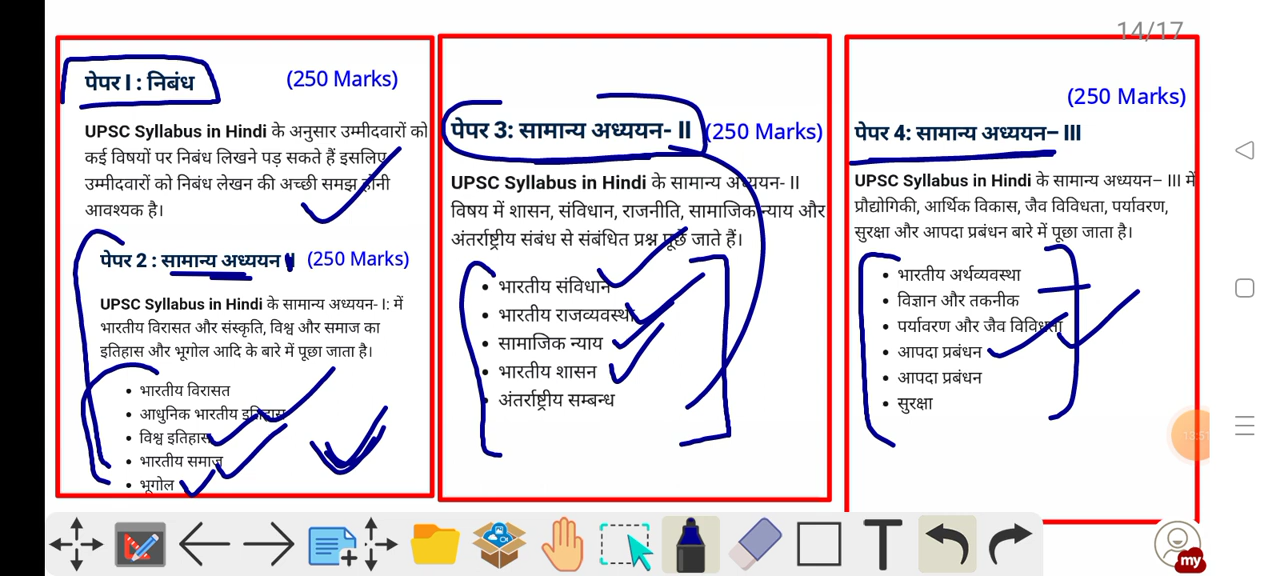 14/17
पेपर I : निबंध (250 Marks)
UPSC Syllabus in Hindi के अनुसार उम्मीदवारों को
कई विषयों पर निबंध लिखने पड़ सकते हैं इसलिए
उम्मीदवारों को निबंध लेखन की अच्छी समझ होनी
आवश्यक है।
पेपर 2 : सामान्य अध्ययन (250 Marks)
UPSC Syllabus in Hindi के सामान्य अध्ययन- I: में
भारतीय विरासत और संस्कृति, विश्व और समाज का
इतिहास और भूगोल आदि के बारे में पूछा जाता है।
• भारतीय विरासत
• आधुनिक भारतीय इतिहास
• विश्व इतिहास
• भारतीय समाज
• भूगोल
पेपर 3: सामान्य अध्ययन- II (250 Marks)
UPSC Syllabus in Hindi के सामान्य अध्ययन- II
विषय में शासन, संविधान, राजनीति, सामाजिक न्याय और
अंतर्राष्ट्रीय संबंध से संबंधित प्रश्न पूछे जाते हैं।
• भारतीय संविधान
• भारतीय राजव्यवस्था
• सामाजिक न्याय
• भारतीय शासन
• अंतर्राष्ट्रीय सम्बन्ध
(250 Marks)
पेपर 4: सामान्य अध्ययन– III
UPSC Syllabus in Hindi के सामान्य अध्ययन– III में
प्रौद्योगिकी, आर्थिक विकास, जैव विविधता, पर्यावरण,
सुरक्षा और आपदा प्रबंधन बारे में पूछा जाता है।
• भारतीय अर्थव्यवस्था
• विज्ञान और तकनीक
• पर्यावरण और जैव विविधता
• आपदा प्रबंधन
• आपदा प्रबंधन
• सुरक्षा
T
my